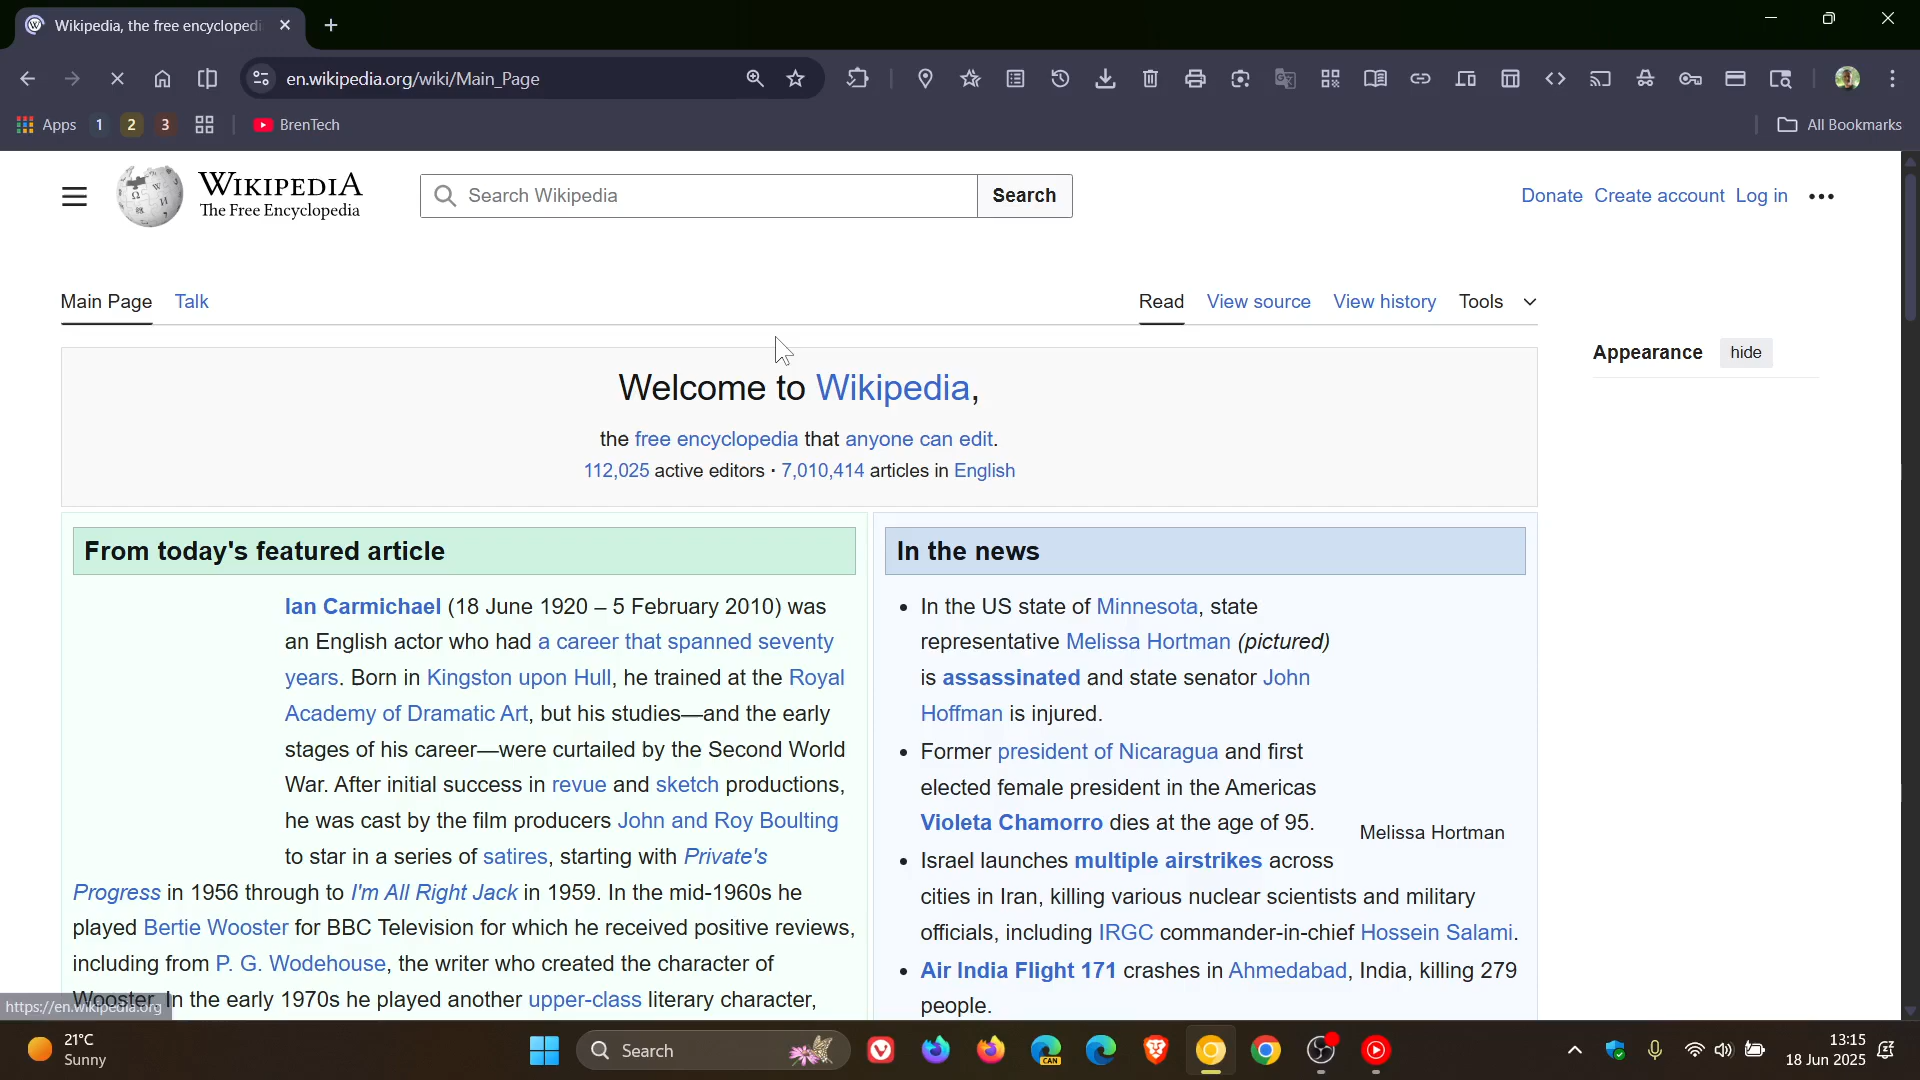 Wikipedia, the free encyclopedi
en.wikipedia.org/wiki/Main_Page
Apps 1 2 3 BrenTech All Bookmarks
WIKIPEDIA
The Free Encyclopedia
Search Wikipedia Search
Donate Create account Log in
Main Page Talk Read View source View history Tools
Appearance hide
Welcome to Wikipedia,
the free encyclopedia that anyone can edit.
112,025 active editors · 7,010,414 articles in English
From today's featured article
Ian Carmichael (18 June 1920 – 5 February 2010) was
an English actor who had a career that spanned seventy
years. Born in Kingston upon Hull, he trained at the Royal
Academy of Dramatic Art, but his studies—and the early
stages of his career—were curtailed by the Second World
War. After initial success in revue and sketch productions,
he was cast by the film producers John and Roy Boulting
to star in a series of satires, starting with Private's
Progress in 1956 through to I'm All Right Jack in 1959. In the mid-1960s he
played Bertie Wooster for BBC Television for which he received positive reviews,
including from P. G. Wodehouse, the writer who created the character of
Wooster. In the early 1970s he played another upper-class literary character,
In the news
In the US state of Minnesota, state
representative Melissa Hortman (pictured)
is assassinated and state senator John
Hoffman is injured.
Former president of Nicaragua and first
elected female president in the Americas
Violeta Chamorro dies at the age of 95.
Melissa Hortman
Israel launches multiple airstrikes across
cities in Iran, killing various nuclear scientists and military
officials, including IRGC commander-in-chief Hossein Salami.
Air India Flight 171 crashes in Ahmedabad, India, killing 279
people.
https://en.wikipedia.org
21°C
Sunny
Search
CAN
13:15
18 Jun 2025